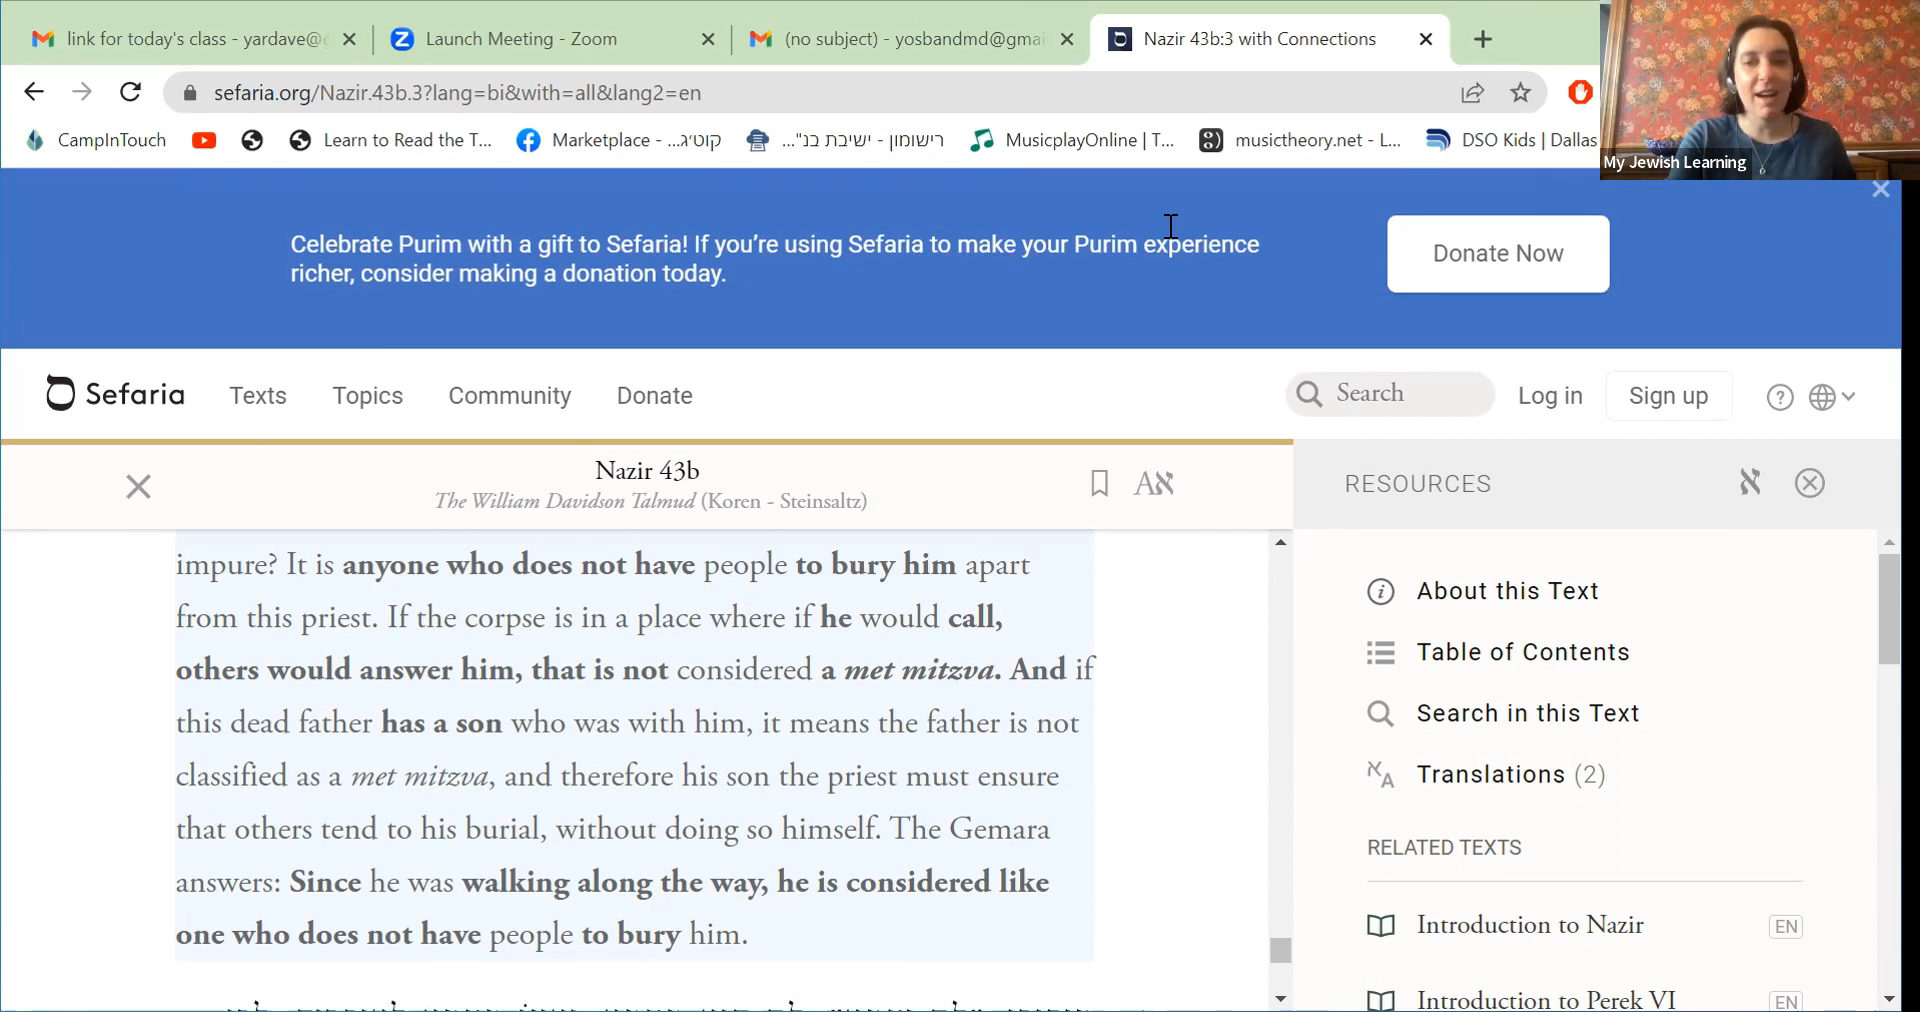 link for today's class - yardave@
Launch Meeting - Zoom
(no subject) - yosbandmd@gmai
Nazir 43b:3 with Connections
sefaria.org/Nazir.43b.3?lang=bi&with=all&lang2=en
CampInTouch
Learn to Read the T...
Marketplace - ...קוט׳ג
רישומון - ישיבת בנ"...
MusicplayOnline | T...
musictheory.net - L...
DSO Kids | Dallas
My Jewish Learning
Celebrate Purim with a gift to Sefaria! If you're using Sefaria to make your Purim experience
richer, consider making a donation today.
Donate Now
Sefaria
Texts
Topics
Community
Donate
Search
Log in
Sign up
Nazir 43b
The William Davidson Talmud (Koren - Steinsaltz)
Aא
RESOURCES
א
impure? It is anyone who does not have people to bury him apart
from this priest. If the corpse is in a place where if he would call,
others would answer him, that is not considered a met mitzva. And if
this dead father has a son who was with him, it means the father is not
classified as a met mitzva, and therefore his son the priest must ensure
that others tend to his burial, without doing so himself. The Gemara
answers: Since he was walking along the way, he is considered like
one who does not have people to bury him.
About this Text
Table of Contents
Search in this Text
Translations (2)
RELATED TEXTS
Introduction to Nazir
EN
Introduction to Perek VI
EN